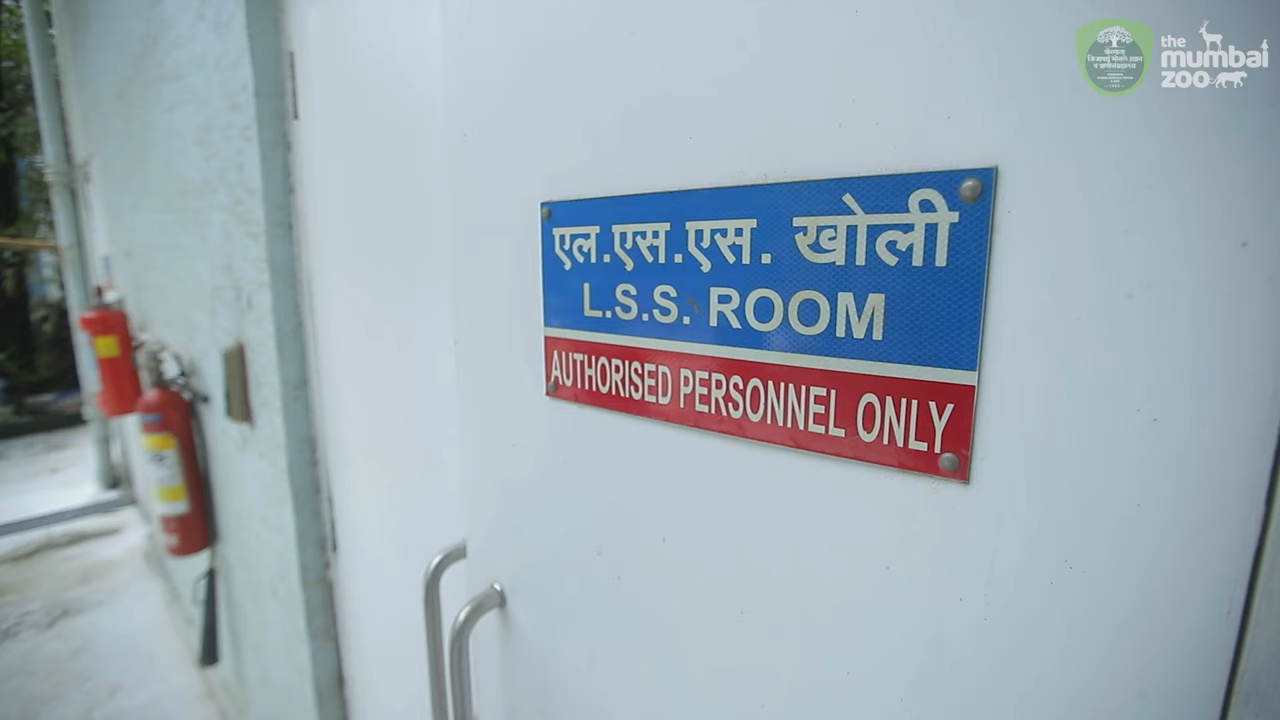 एल.एस.एस. खोली
L.S.S. ROOM
AUTHORISED PERSONNEL ONLY
the
mumbai
zoo